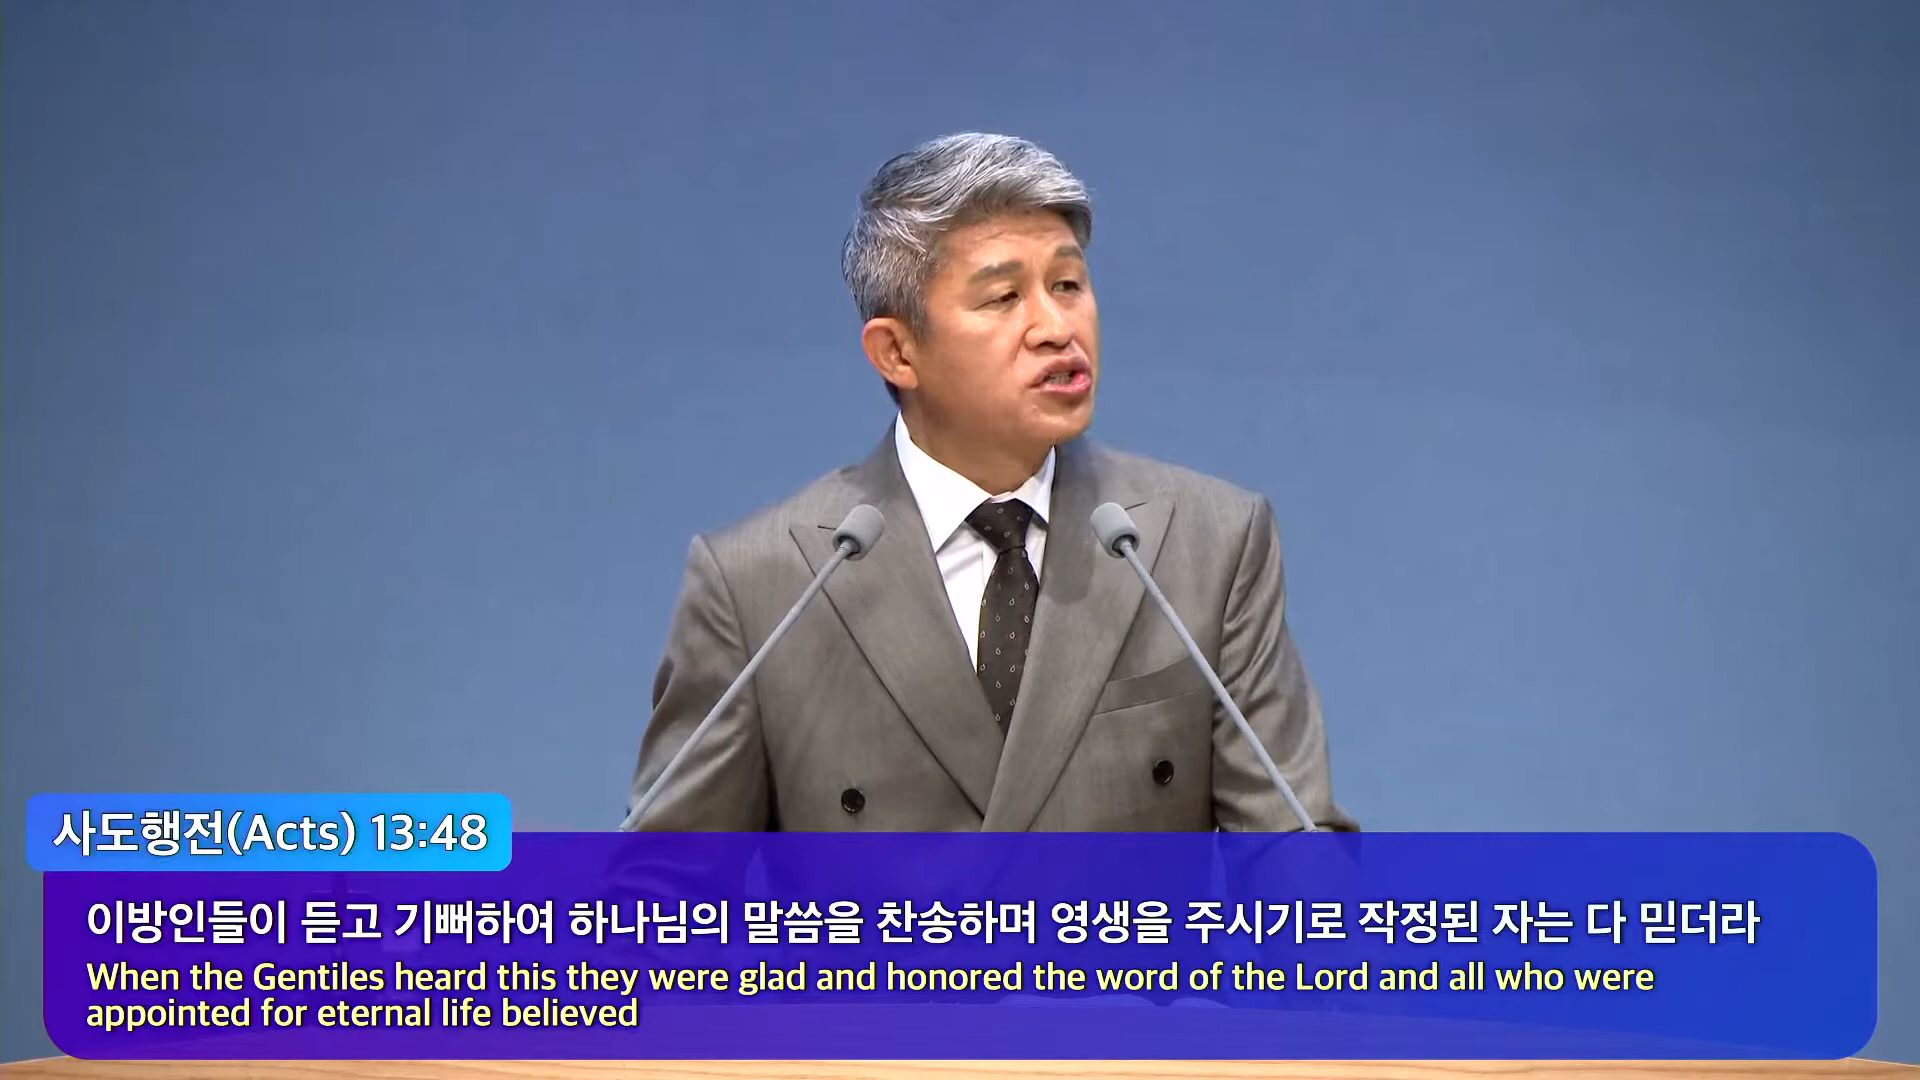 사도행전(Acts) 13:48
이방인들이 듣고 기뻐하여 하나님의 말씀을 찬송하며 영생을 주시기로 작정된 자는 다 믿더라
When the Gentiles heard this they were glad and honored the word of the Lord and all who were
appointed for eternal life believed